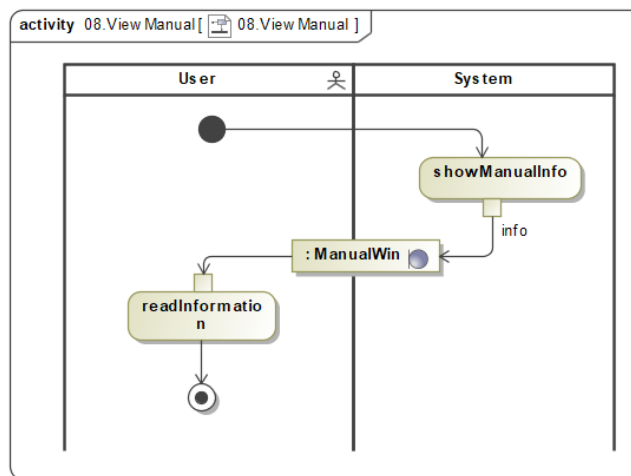 activity 08.View Manual [ 08.View Manual ]
User
System
showManualInfo
info
: ManualWin
readInformatio
n